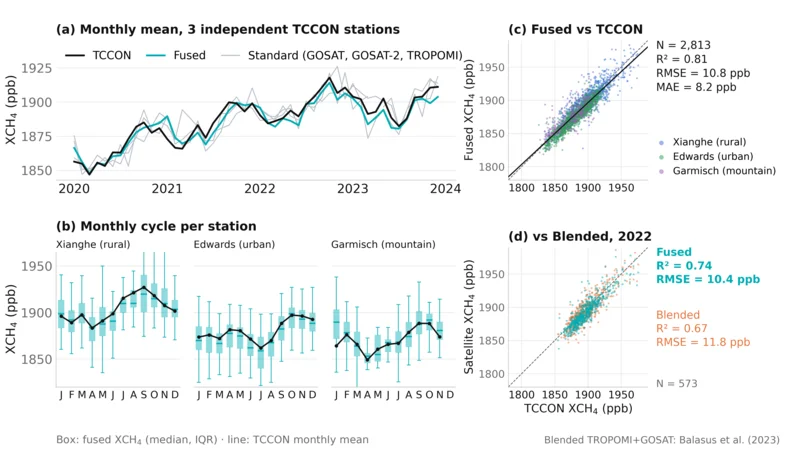 (a) Monthly mean, 3 independent TCCON stations
TCCON Fused Standard (GOSAT, GOSAT-2, TROPOMI)
XCH₄ (ppb)
1925
1900
1875
1850
2020 2021 2022 2023 2024
(b) Monthly cycle per station
Xianghe (rural) Edwards (urban) Garmisch (mountain)
XCH₄ (ppb)
1950
1900
1850
J F M A M J J A S O N D J F M A M J J A S O N D J F M A M J J A S O N D
(c) Fused vs TCCON
Fused XCH₄ (ppb)
1950
1900
1850
1800
1800 1850 1900 1950
N = 2,813
R² = 0.81
RMSE = 10.8 ppb
MAE = 8.2 ppb
Xianghe (rural)
Edwards (urban)
Garmisch (mountain)
(d) vs Blended, 2022
Satellite XCH₄ (ppb)
1950
1900
1850
1800
1800 1850 1900 1950
TCCON XCH₄ (ppb)
Fused
R² = 0.74
RMSE = 10.4 ppb
Blended
R² = 0.67
RMSE = 11.8 ppb
N = 573
Box: fused XCH₄ (median, IQR) · line: TCCON monthly mean
Blended TROPOMI+GOSAT: Balasus et al. (2023)